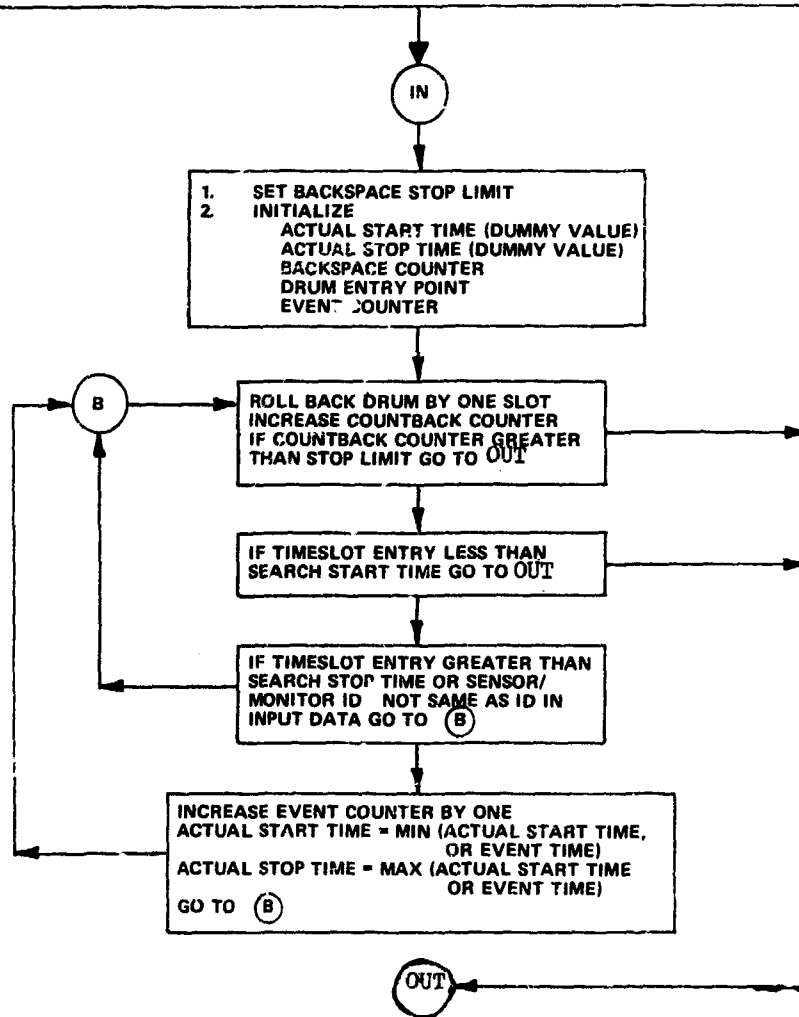 IN
1. SET BACKSPACE STOP LIMIT
2. INITIALIZE
ACTUAL START TIME (DUMMY VALUE)
ACTUAL STOP TIME (DUMMY VALUE)
BACKSPACE COUNTER
DRUM ENTRY POINT
EVENT COUNTER
B
ROLL BACK DRUM BY ONE SLOT
INCREASE COUNTBACK COUNTER
IF COUNTBACK COUNTER GREATER
THAN STOP LIMIT GO TO OUT
IF TIMESLOT ENTRY LESS THAN
SEARCH START TIME GO TO OUT
IF TIMESLOT ENTRY GREATER THAN
SEARCH STOP TIME OR SENSOR/
MONITOR ID NOT SAME AS ID IN
INPUT DATA GO TO B
INCREASE EVENT COUNTER BY ONE
ACTUAL START TIME = MIN (ACTUAL START TIME,
OR EVENT TIME)
ACTUAL STOP TIME = MAX (ACTUAL START TIME
OR EVENT TIME)
GO TO B
OUT